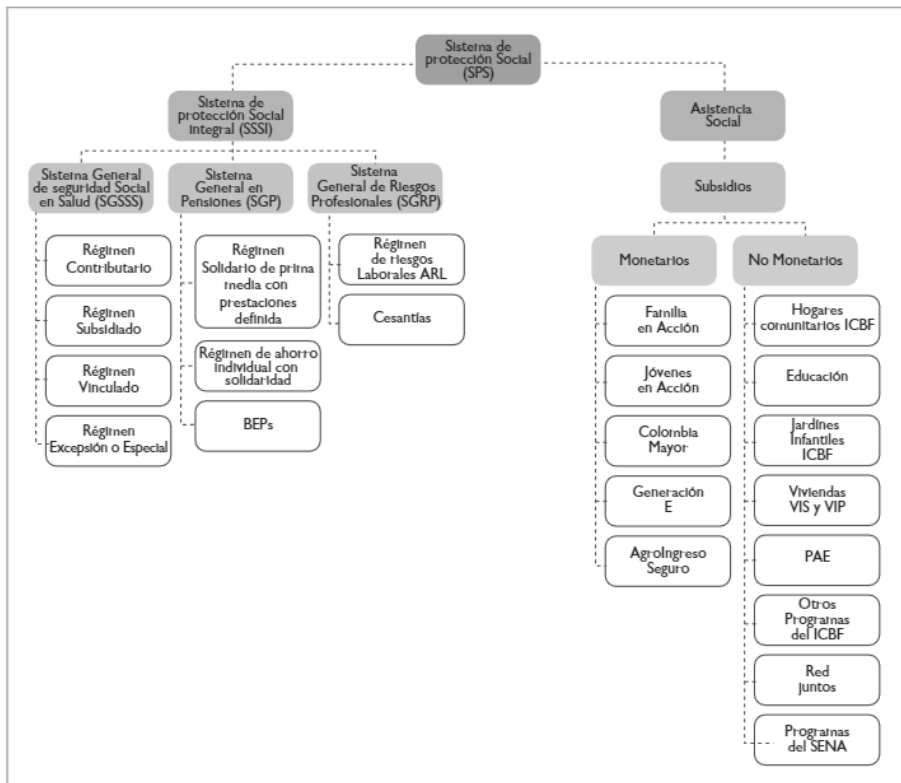 Sistema de
protección Social
(SPS)
Sistema de
protección Social
integral (SSSI)
Asistencia
Social
Sistema General
de seguridad Social
en Salud (SGSSS)
Sistema
General en
Pensiones (SGP)
Sistema
General de Riesgos
Profesionales (SGRP)
Subsidios
Régimen
Contributario
Régimen
Subsidiado
Régimen
Vinculado
Régimen
Excepsión o Especial
Régimen
Solidario de prima
media con
prestaciones
definida
Régimen de ahorro
individual con
solidaridad
BEPs
Régimen
de riesgos
Laborales ARL
Cesantías
Monetarios
No Monetarios
Familia
en Acción
Jóvenes
en Acción
Colombia
Mayor
Generación
E
AgroIngreso
Seguro
Hogares
comunitarios ICBF
Educación
Jardínes
Infantiles
ICBF
Viviendas
VIS y VIP
PAE
Otros
Programas
del ICBF
Red
Juntos
Programas
del SENA